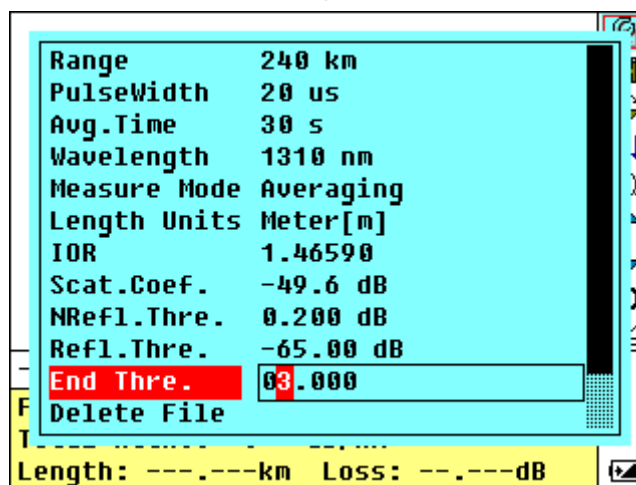 Range 240 km
PulseWidth 20 us
Avg.Time 30 s
Wavelength 1310 nm
Measure Mode Averaging
Length Units Meter[m]
IOR 1.46590
Scat.Coef. -49.6 dB
NRefl.Thre. 0.200 dB
Refl.Thre. -65.00 dB
End Thre. 03.000
Delete File
Length: ---.---km Loss: --.---dB